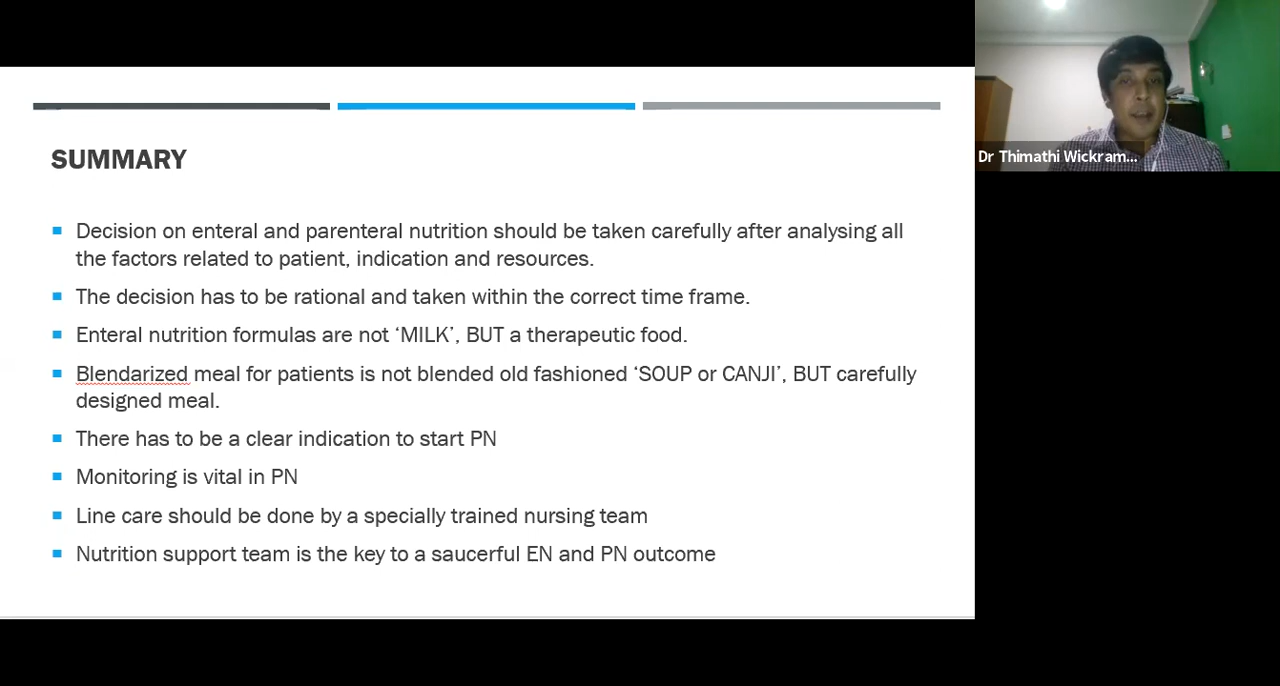 SUMMARY
Decision on enteral and parenteral nutrition should be taken carefully after analysing all
the factors related to patient, indication and resources.
The decision has to be rational and taken within the correct time frame.
Enteral nutrition formulas are not ‘MILK’, BUT a therapeutic food.
Blendarized meal for patients is not blended old fashioned ‘SOUP or CANJI’, BUT carefully
designed meal.
There has to be a clear indication to start PN
Monitoring is vital in PN
Line care should be done by a specially trained nursing team
Nutrition support team is the key to a saucerful EN and PN outcome
Dr Thimathi Wickram...